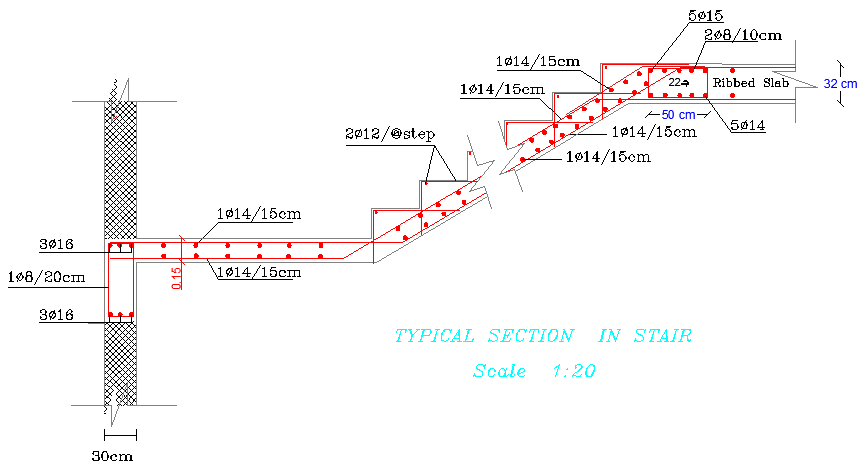 5ø15
2ø8/10cm
1ø14/15cm
Ribbed Slab
32 cm
1ø14/15cm
50 cm
5ø14
2ø12/@step
1ø14/15cm
1ø14/15cm
1ø14/15cm
3ø16
1ø14/15cm
1ø8/20cm
0.15
3ø16
TYPICAL SECTION IN STAIR
Scale 1:20
30cm